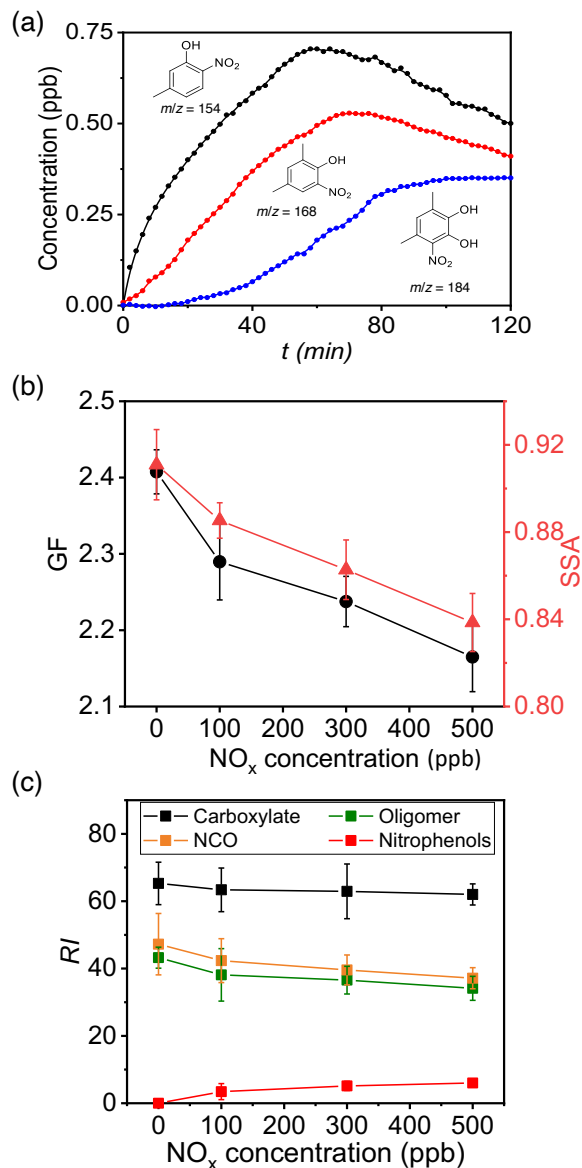 (a)
0.75
0.50
0.25
0.00
Concentration (ppb)
OH
NO₂
m/z = 154
OH
NO₂
m/z = 168
OH
OH
NO₂
m/z = 184
0 40 80 120
t (min)
(b)
2.5
2.4
2.3
2.2
2.1
GF
0.92
0.88
0.84
0.80
SSA
0 100 200 300 400 500
NOₓ concentration (ppb)
(c)
Carboxylate Oligomer
NCO Nitrophenols
80
60
40
20
0
RI
0 100 200 300 400 500
NOₓ concentration (ppb)